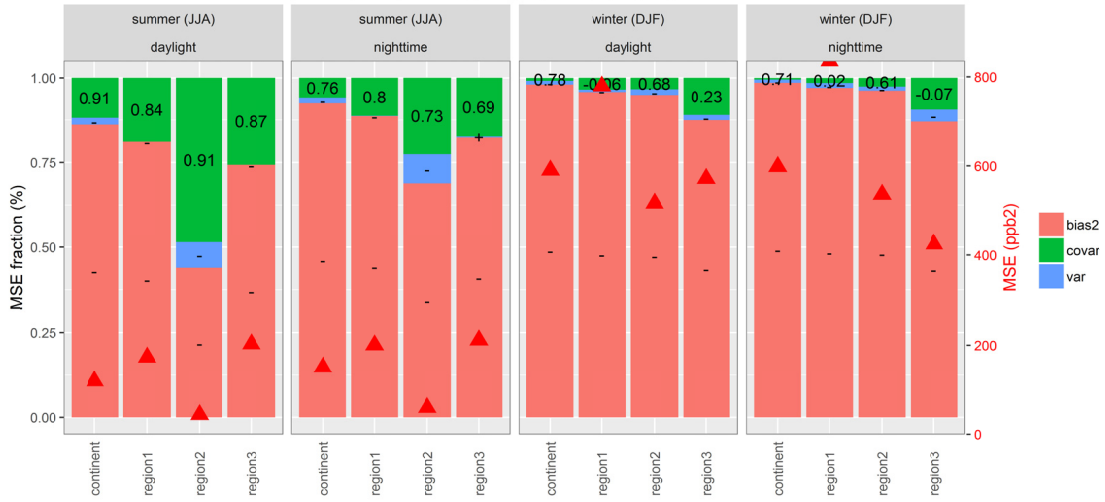 summer (JJA) summer (JJA) winter (DJF) winter (DJF)
daylight nighttime daylight nighttime
1.00 0.91 0.84 0.91 0.87 0.76 0.8 0.73 0.69 0.78 -0.06 0.68 0.23 0.71 0.02 0.61 -0.07 800
0.75 600
0.50 400
0.25 200
0.00 0
MSE fraction (%)
MSE (ppb2)
bias2
covar
var
continent region1 region2 region3 continent region1 region2 region3 continent region1 region2 region3 continent region1 region2 region3